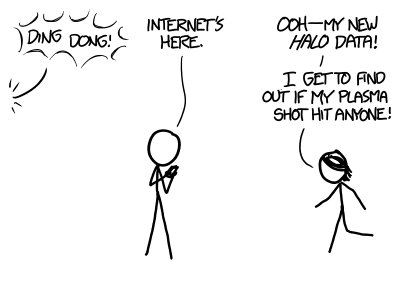 DING DONG!
INTERNET'S
HERE.
OOH—MY NEW
HALO DATA!
I GET TO FIND
OUT IF MY PLASMA
SHOT HIT ANYONE!